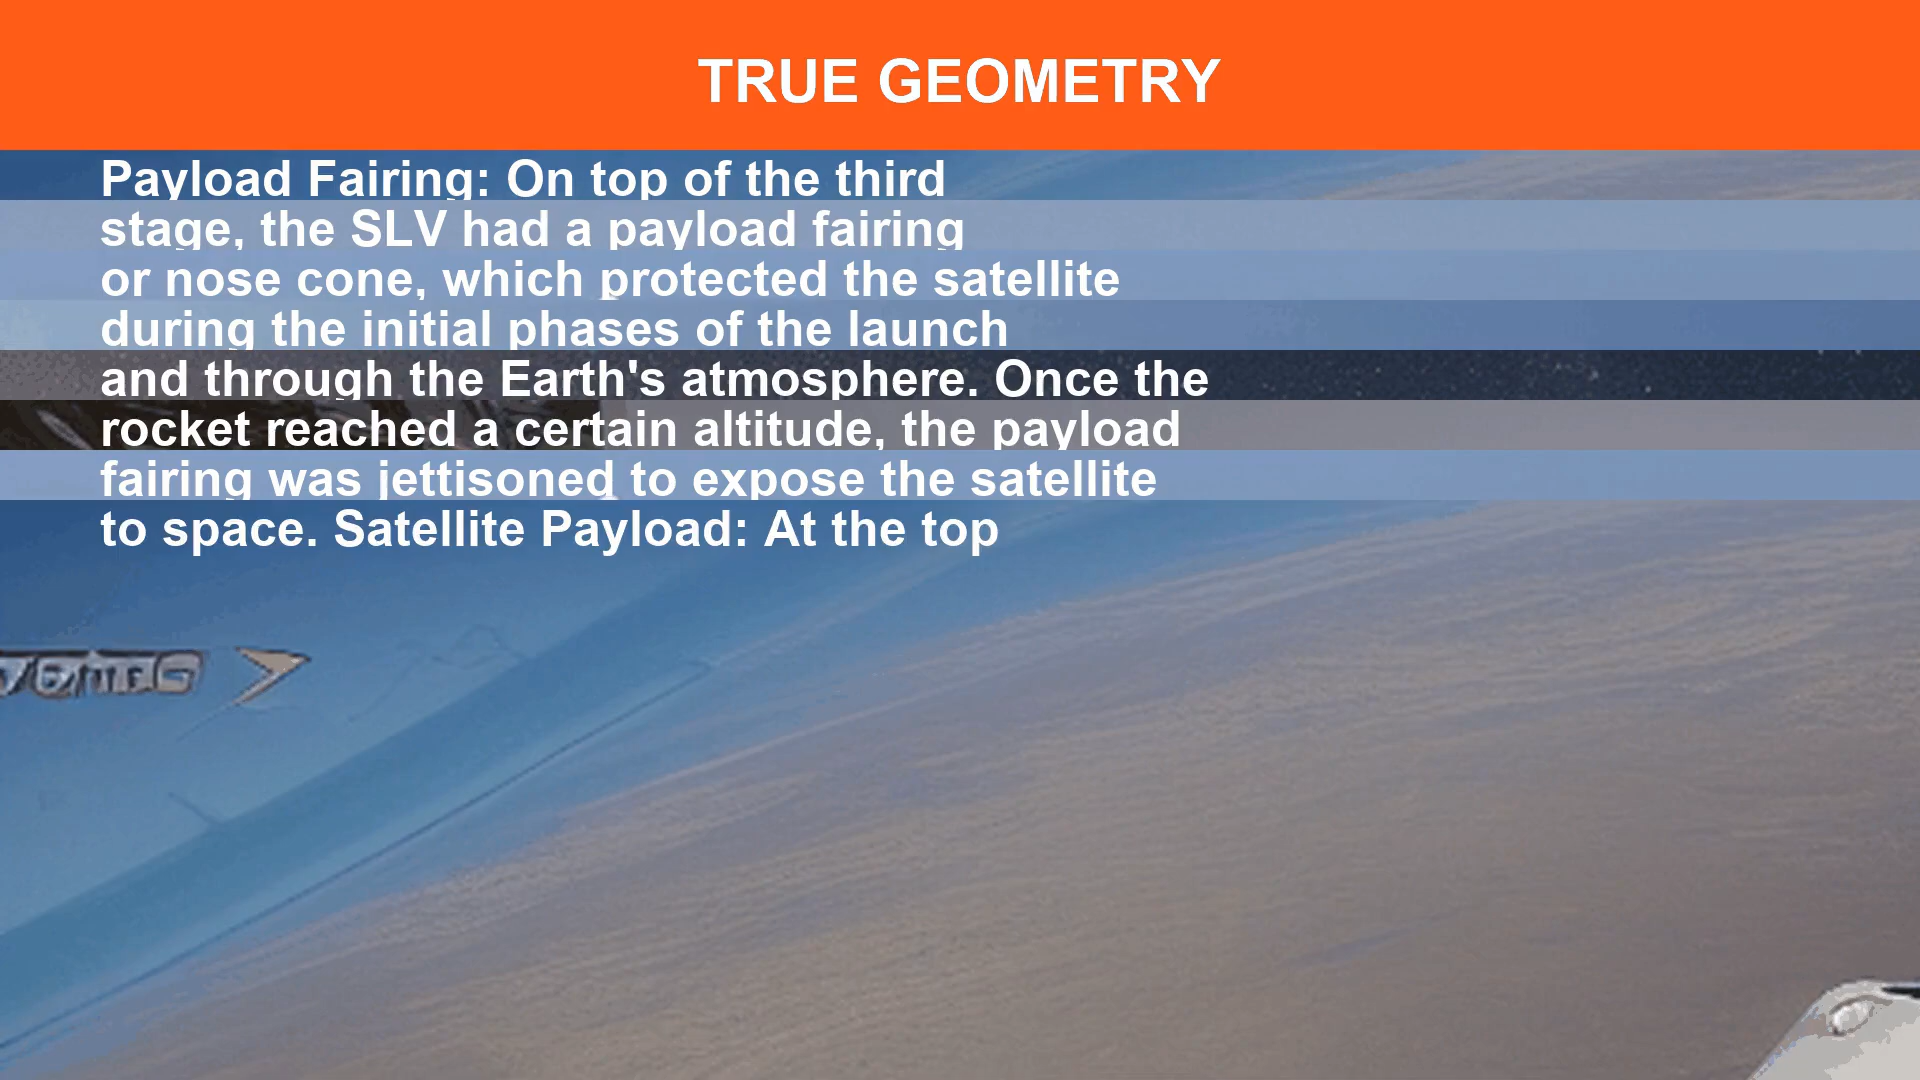 TRUE GEOMETRY
Payload Fairing: On top of the third
stage, the SLV had a payload fairing
or nose cone, which protected the satellite
during the initial phases of the launch
and through the Earth's atmosphere. Once the
rocket reached a certain altitude, the payload
fairing was jettisoned to expose the satellite
to space. Satellite Payload: At the top